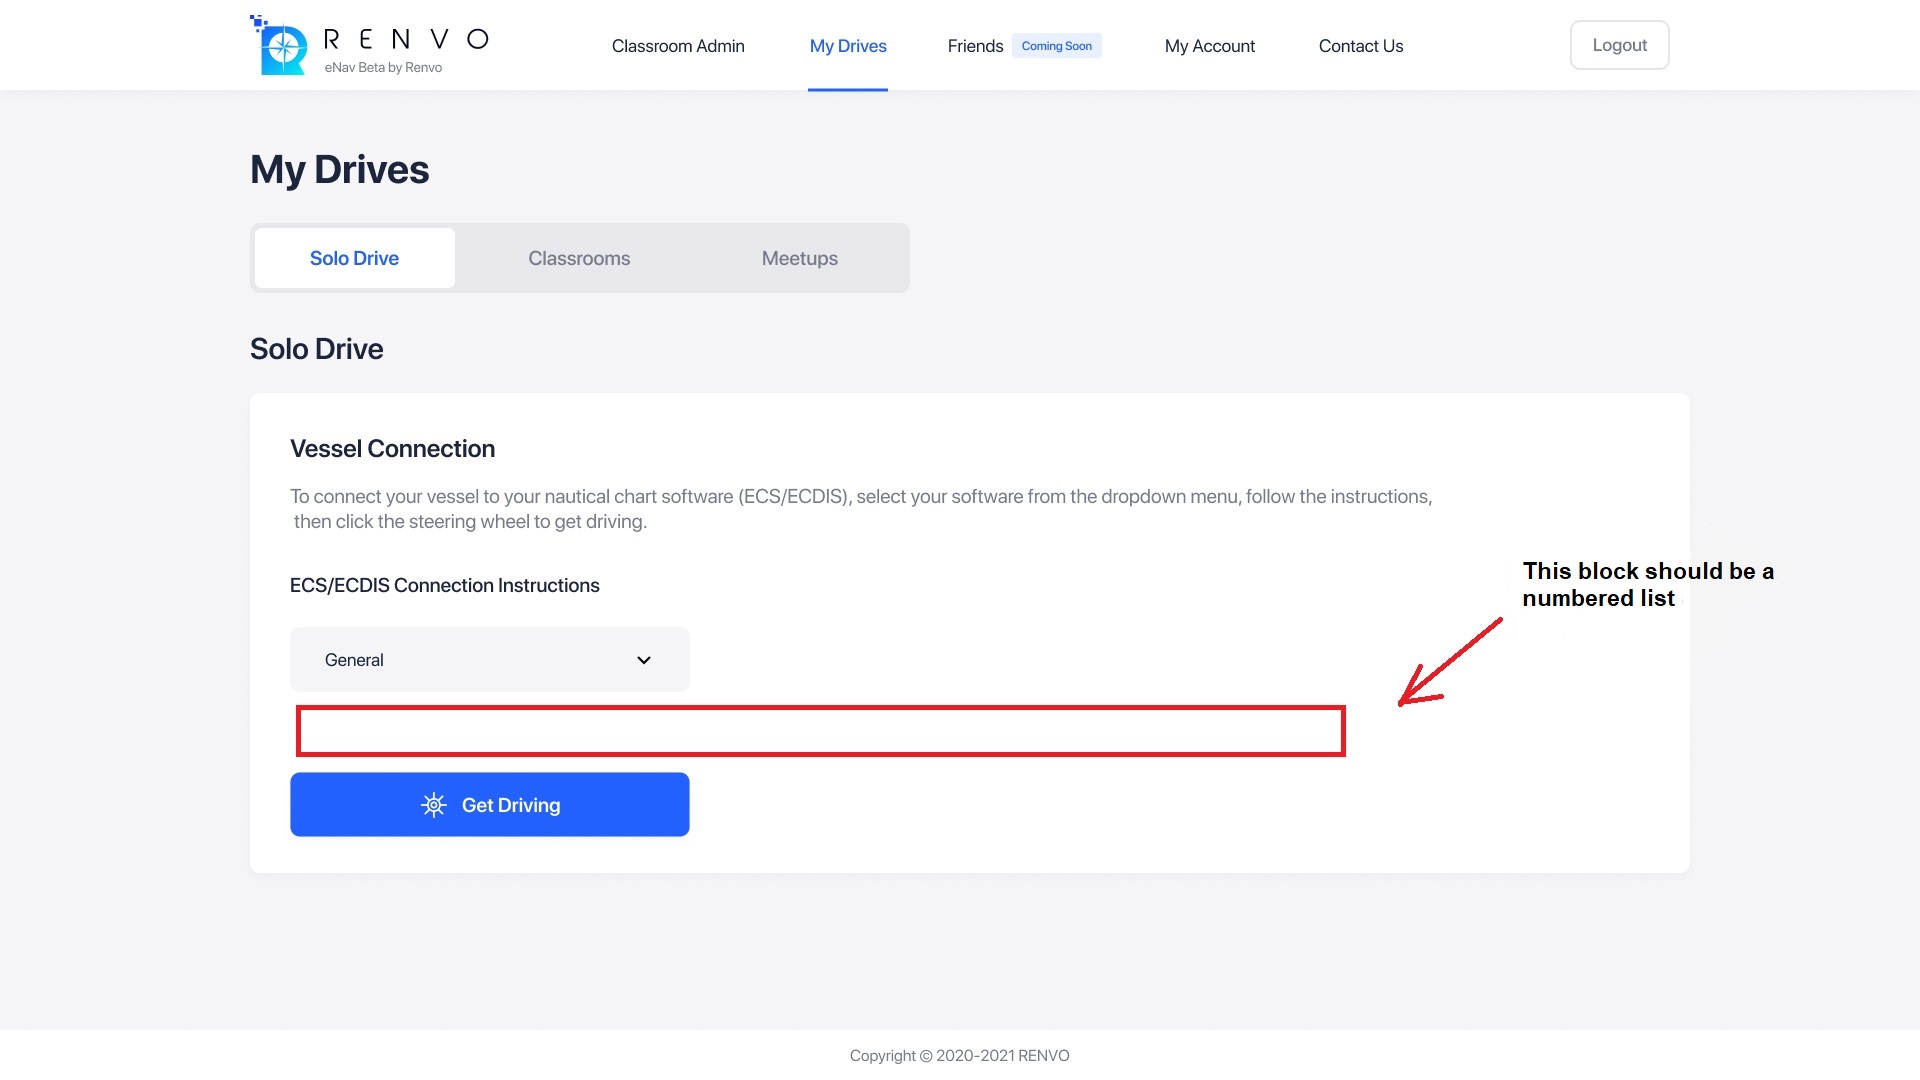 RENVO
eNav Beta by Renvo
Classroom Admin
My Drives
Friends
Coming Soon
My Account
Contact Us
Logout
My Drives
Solo Drive
Classrooms
Meetups
Solo Drive
Vessel Connection
To connect your vessel to your nautical chart software (ECS/ECDIS), select your software from the dropdown menu, follow the instructions,
then click the steering wheel to get driving.
ECS/ECDIS Connection Instructions
This block should be a
numbered list
General
Get Driving
Copyright © 2020-2021 RENVO